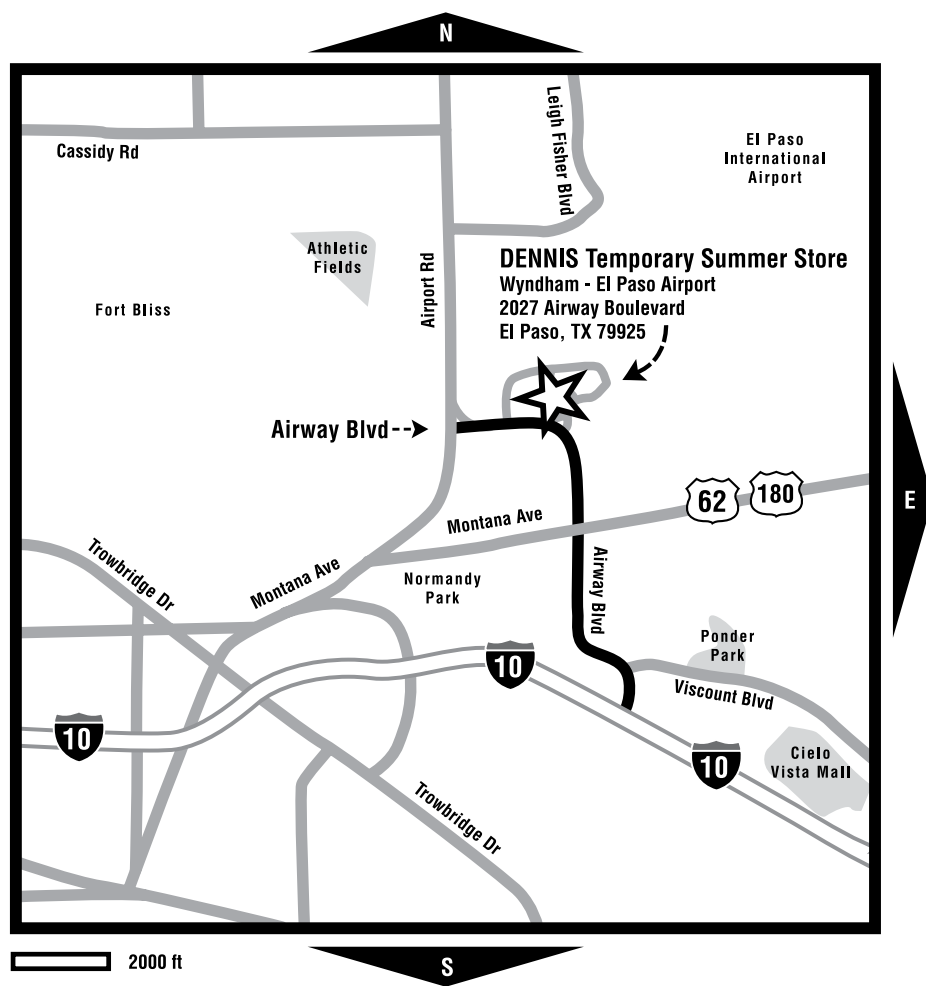 N
Cassidy Rd
Leigh Fisher Blvd
El Paso
International
Airport
Athletic
Fields
Airport Rd
DENNIS Temporary Summer Store
Wyndham - El Paso Airport
2027 Airway Boulevard
El Paso, TX 79925
Fort Bliss
Airway Blvd
E
62
180
Montana Ave
Trowbridge Dr
Montana Ave
Normandy
Park
Airway Blvd
Ponder
Park
10
Viscount Blvd
10
10
Cielo
Vista Mall
Trowbridge Dr
2000 ft
S